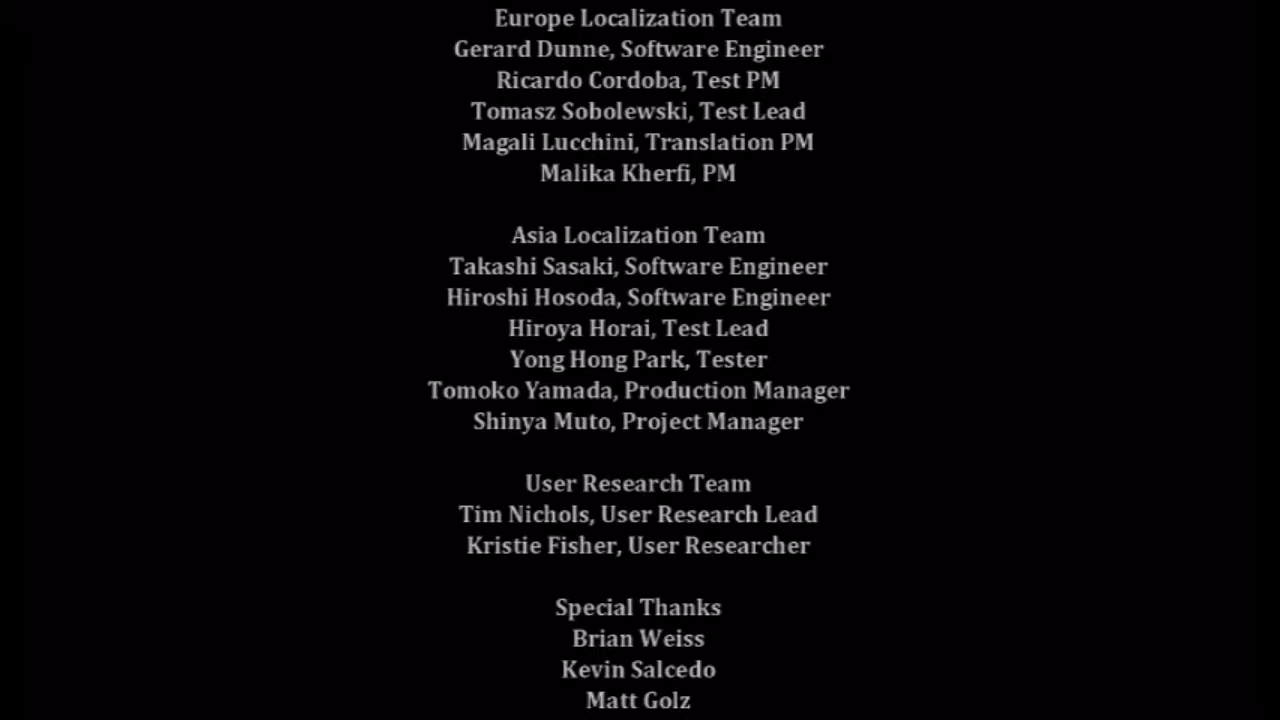 Europe Localization Team
Gerard Dunne, Software Engineer
Ricardo Cordoba, Test PM
Tomasz Sobolewski, Test Lead
Magali Lucchini, Translation PM
Malika Kherfi, PM
Asia Localization Team
Takashi Sasaki, Software Engineer
Hiroshi Hosoda, Software Engineer
Hiroya Horai, Test Lead
Yong Hong Park, Tester
Tomoko Yamada, Production Manager
Shinya Muto, Project Manager
User Research Team
Tim Nichols, User Research Lead
Kristie Fisher, User Researcher
Special Thanks
Brian Weiss
Kevin Salcedo
Matt Golz